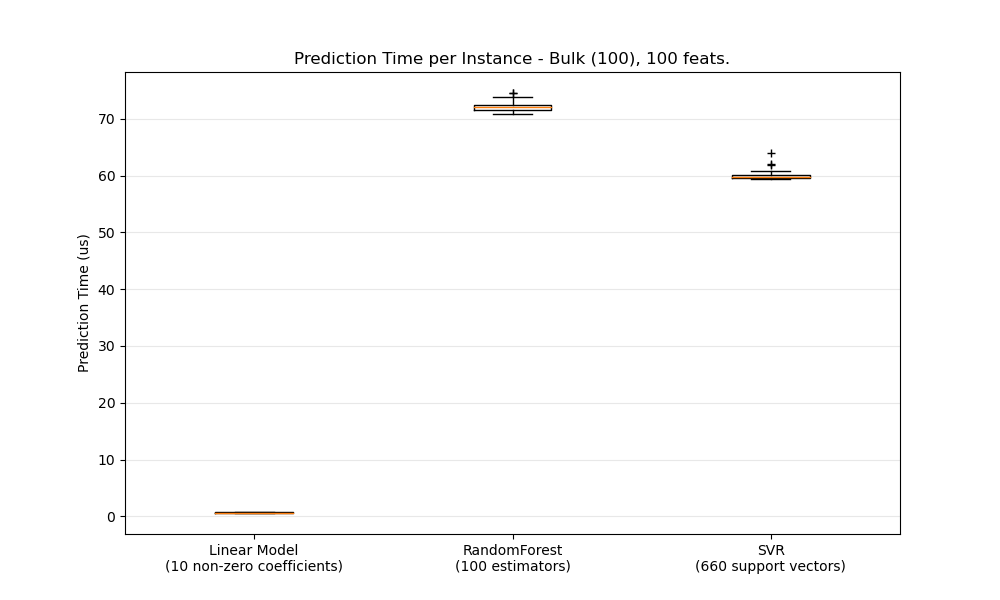 Prediction Time per Instance - Bulk (100), 100 feats.
Prediction Time (us)
70
60
50
40
30
20
10
0
Linear Model
(10 non-zero coefficients)
RandomForest
(100 estimators)
SVR
(660 support vectors)